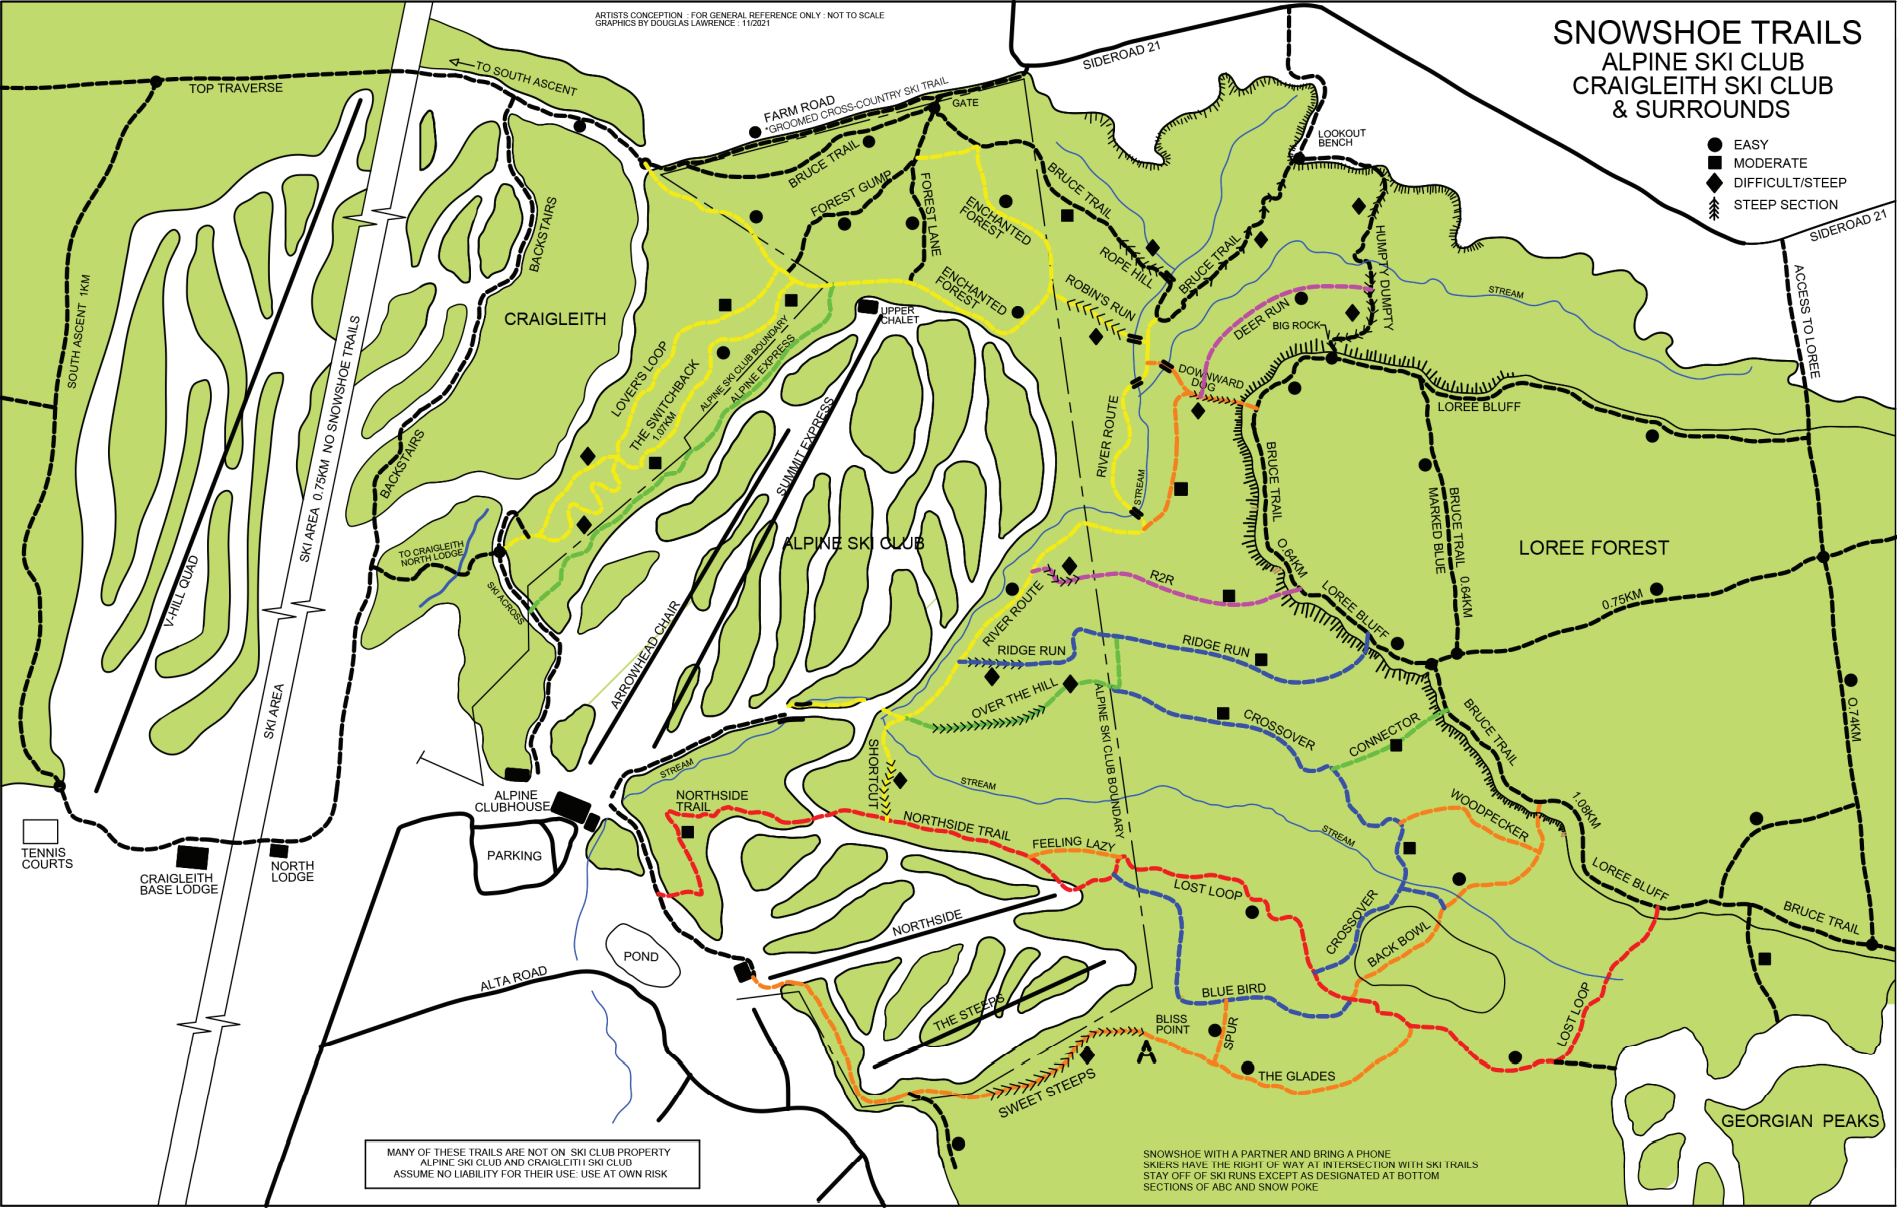 ARTISTS CONCEPTION : FOR GENERAL REFERENCE ONLY : NOT TO SCALE
GRAPHICS BY DOUGLAS LAWRENCE : 11/2021
SNOWSHOE TRAILS
ALPINE SKI CLUB
CRAIGLEITH SKI CLUB
& SURROUNDS
EASY
MODERATE
DIFFICULT/STEEP
STEEP SECTION
SIDEROAD 21
SIDEROAD 21
TO SOUTH ASCENT
TOP TRAVERSE
FARM ROAD
*GROOMED CROSS-COUNTRY SKI TRAIL
GATE
LOOKOUT
BENCH
BRUCE TRAIL
FOREST GUMP
FOREST LANE
ENCHANTED
FOREST
BRUCE TRAIL
ROPE HILL
BRUCE TRAIL
HUMPTY DUMPTY
STREAM
ACCESS TO LOREE
BACKSTAIRS
CRAIGLEITH
SOUTH ASCENT 1KM
SKI AREA 0.75KM NO SNOWSHOE TRAILS
ENCHANTED
FOREST
ROBIN'S RUN
UPPER
CHALET
DEER RUN
BIG ROCK
DOWNWARD
DOG
LOVER'S LOOP
THE SWITCHBACK
1.07KM
ALPINE SKI CLUB BOUNDARY
ALPINE EXPRESS
SUMMIT EXPRESS
RIVER ROUTE
STREAM
LOREE BLUFF
BRUCE TRAIL
0.64KM
BRUCE TRAIL 0.64KM
MARKED BLUE
LOREE FOREST
BACKSTAIRS
TO CRAIGLEITH
NORTH LODGE
SKI ACROSS
V-HILL QUAD
ALPINE SKI CLUB
ARROWHEAD CHAIR
RIVER ROUTE
R2R
LOREE BLUFF
0.75KM
RIDGE RUN
RIDGE RUN
OVER THE HILL
ALPINE SKI CLUB BOUNDARY
CROSSOVER
CONNECTOR
BRUCE TRAIL
0.74KM
SKI AREA
STREAM
SHORTCUT
STREAM
STREAM
WOODPECKER
1.08KM
ALPINE
CLUBHOUSE
NORTHSIDE
TRAIL
NORTHSIDE TRAIL
FEELING LAZY
LOST LOOP
PARKING
TENNIS
COURTS
CRAIGLEITH
BASE LODGE
NORTH
LODGE
LOREE BLUFF
BRUCE TRAIL
CROSSOVER
BACK BOWL
NORTHSIDE
POND
ALTA ROAD
THE STEEPS
BLUE BIRD
BLISS
POINT
SPUR
THE GLADES
SWEET STEEPS
LOST LOOP
GEORGIAN PEAKS
MANY OF THESE TRAILS ARE NOT ON SKI CLUB PROPERTY
ALPINE SKI CLUB AND CRAIGLEITH SKI CLUB
ASSUME NO LIABILITY FOR THEIR USE: USE AT OWN RISK
SNOWSHOE WITH A PARTNER AND BRING A PHONE
SKIERS HAVE THE RIGHT OF WAY AT INTERSECTION WITH SKI TRAILS
STAY OFF OF SKI RUNS EXCEPT AS DESIGNATED AT BOTTOM
SECTIONS OF ABC AND SNOW POKE